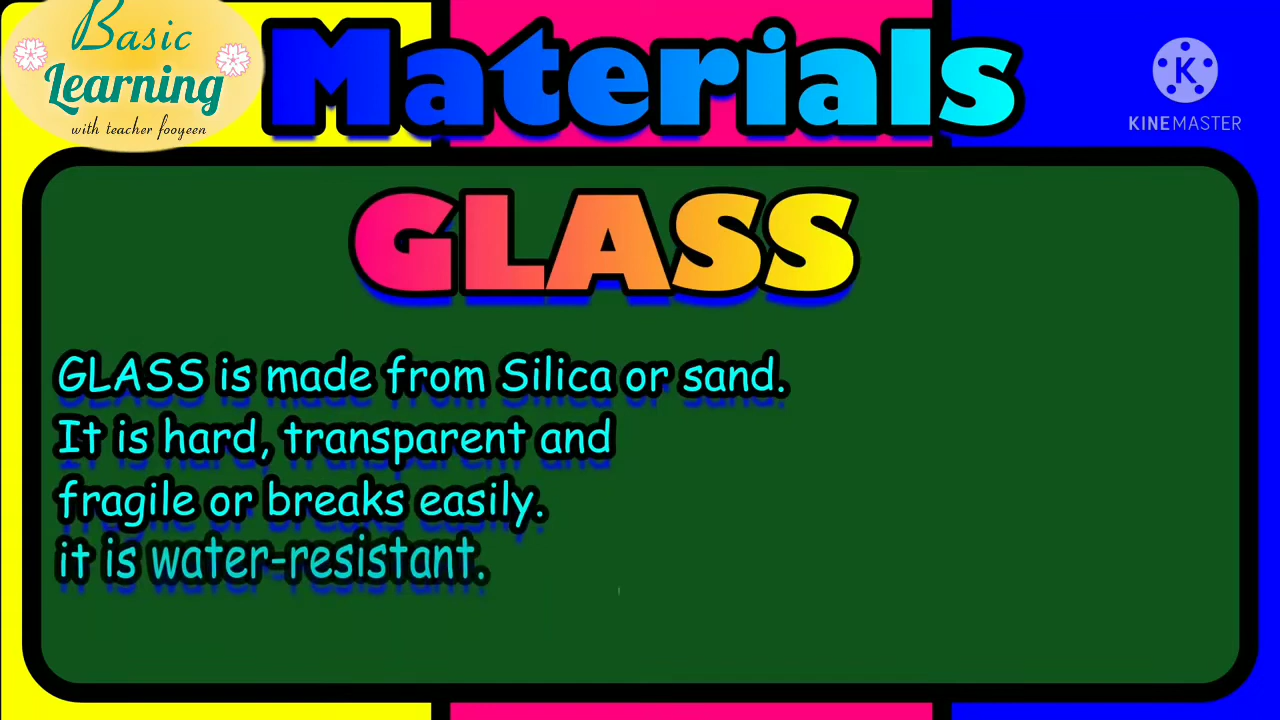 Basic
Learning
with teacher fooyeen
Materials
K
KINEMASTER
GLASS
GLASS is made from Silica or sand.
It is hard, transparent and
fragile or breaks easily.
it is water-resistant.